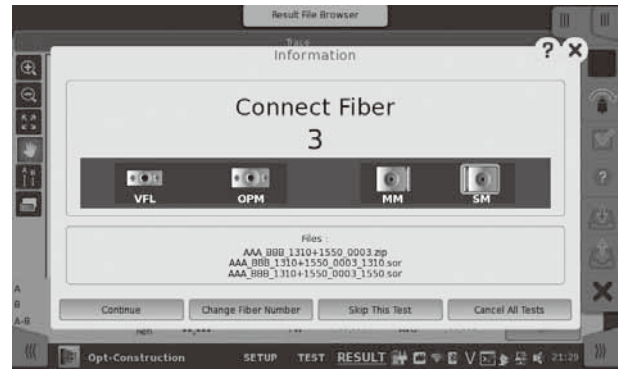 Result File Browser
Trace
Information
? X
Connect Fiber
3
VFL OPM MM SM
Files :
AAA_BBB_1310+1550_0003.zip
AAA_BBB_1310+1550_0003_1310.sor
AAA_BBB_1310+1550_0003_1550.sor
A
B
A-B
Continue Change Fiber Number Skip This Test Cancel All Tests
Opt-Construction SETUP TEST RESULT 21:29